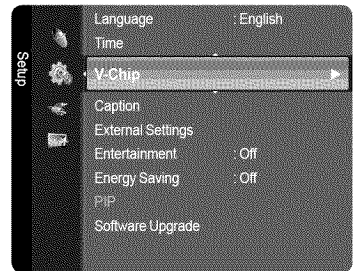 Setup
Language : English
Time
V-Chip
Caption
External Settings
Entertainment : Off
Energy Saving : Off
PIP
Software Upgrade